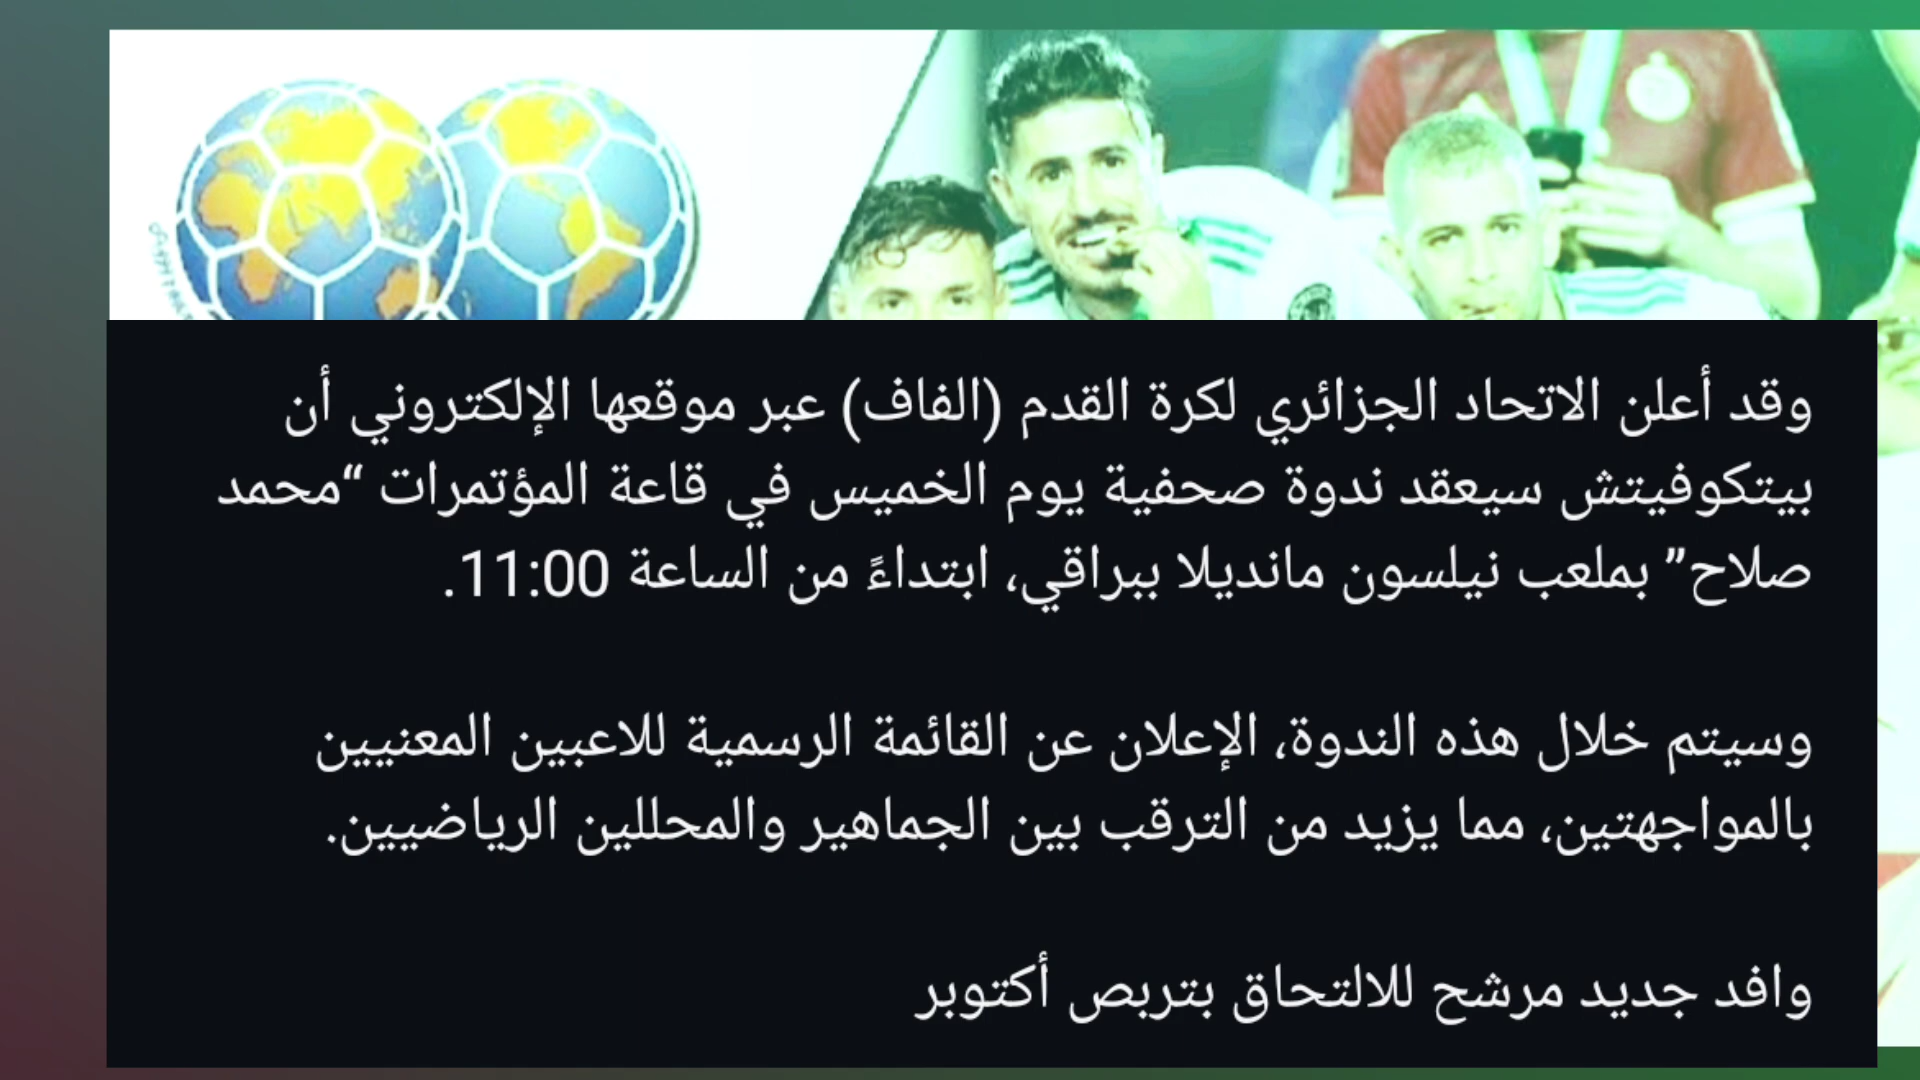 وقد أعلن الاتحاد الجزائري لكرة القدم (الفاف) عبر موقعها الإلكتروني أن
بيتكوفيتش سيعقد ندوة صحفية يوم الخميس في قاعة المؤتمرات “محمد
صلاح” بملعب نيلسون مانديلا ببراقي، ابتداءً من الساعة 11:00.
وسيتم خلال هذه الندوة، الإعلان عن القائمة الرسمية للاعبين المعنيين
بالمواجهتين، مما يزيد من الترقب بين الجماهير والمحللين الرياضيين.
وافد جديد مرشح للالتحاق بتربص أكتوبر